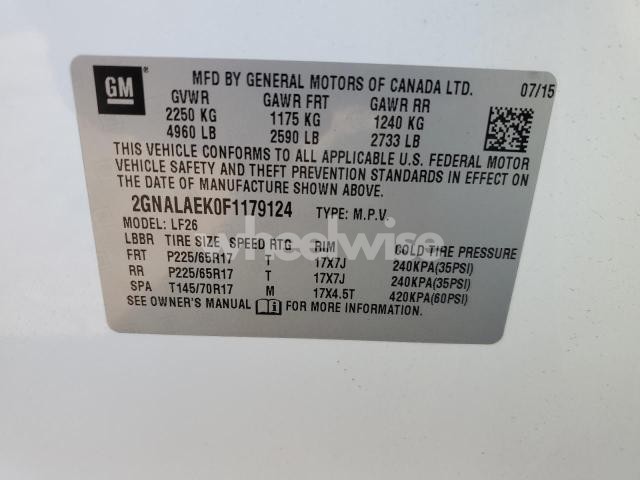 GM MFD BY GENERAL MOTORS OF CANADA LTD. 07/15
GVWR GAWR FRT GAWR RR
2250 KG 1175 KG 1240 KG
4960 LB 2590 LB 2733 LB
THIS VEHICLE CONFORMS TO ALL APPLICABLE U.S. FEDERAL MOTOR
VEHICLE SAFETY AND THEFT PREVENTION STANDARDS IN EFFECT ON
THE DATE OF MANUFACTURE SHOWN ABOVE.
2GNALAEK0F1179124 TYPE: M.P.V.
MODEL: LF26
LBBR TIRE SIZE SPEED RTG RIM COLD TIRE PRESSURE
FRT P225/65R17 T 17X7J 240KPA(35PSI)
RR P225/65R17 T 17X7J 240KPA(35PSI)
SPA T145/70R17 M 17X4.5T 420KPA(60PSI)
SEE OWNER'S MANUAL FOR MORE INFORMATION.
wheelwise